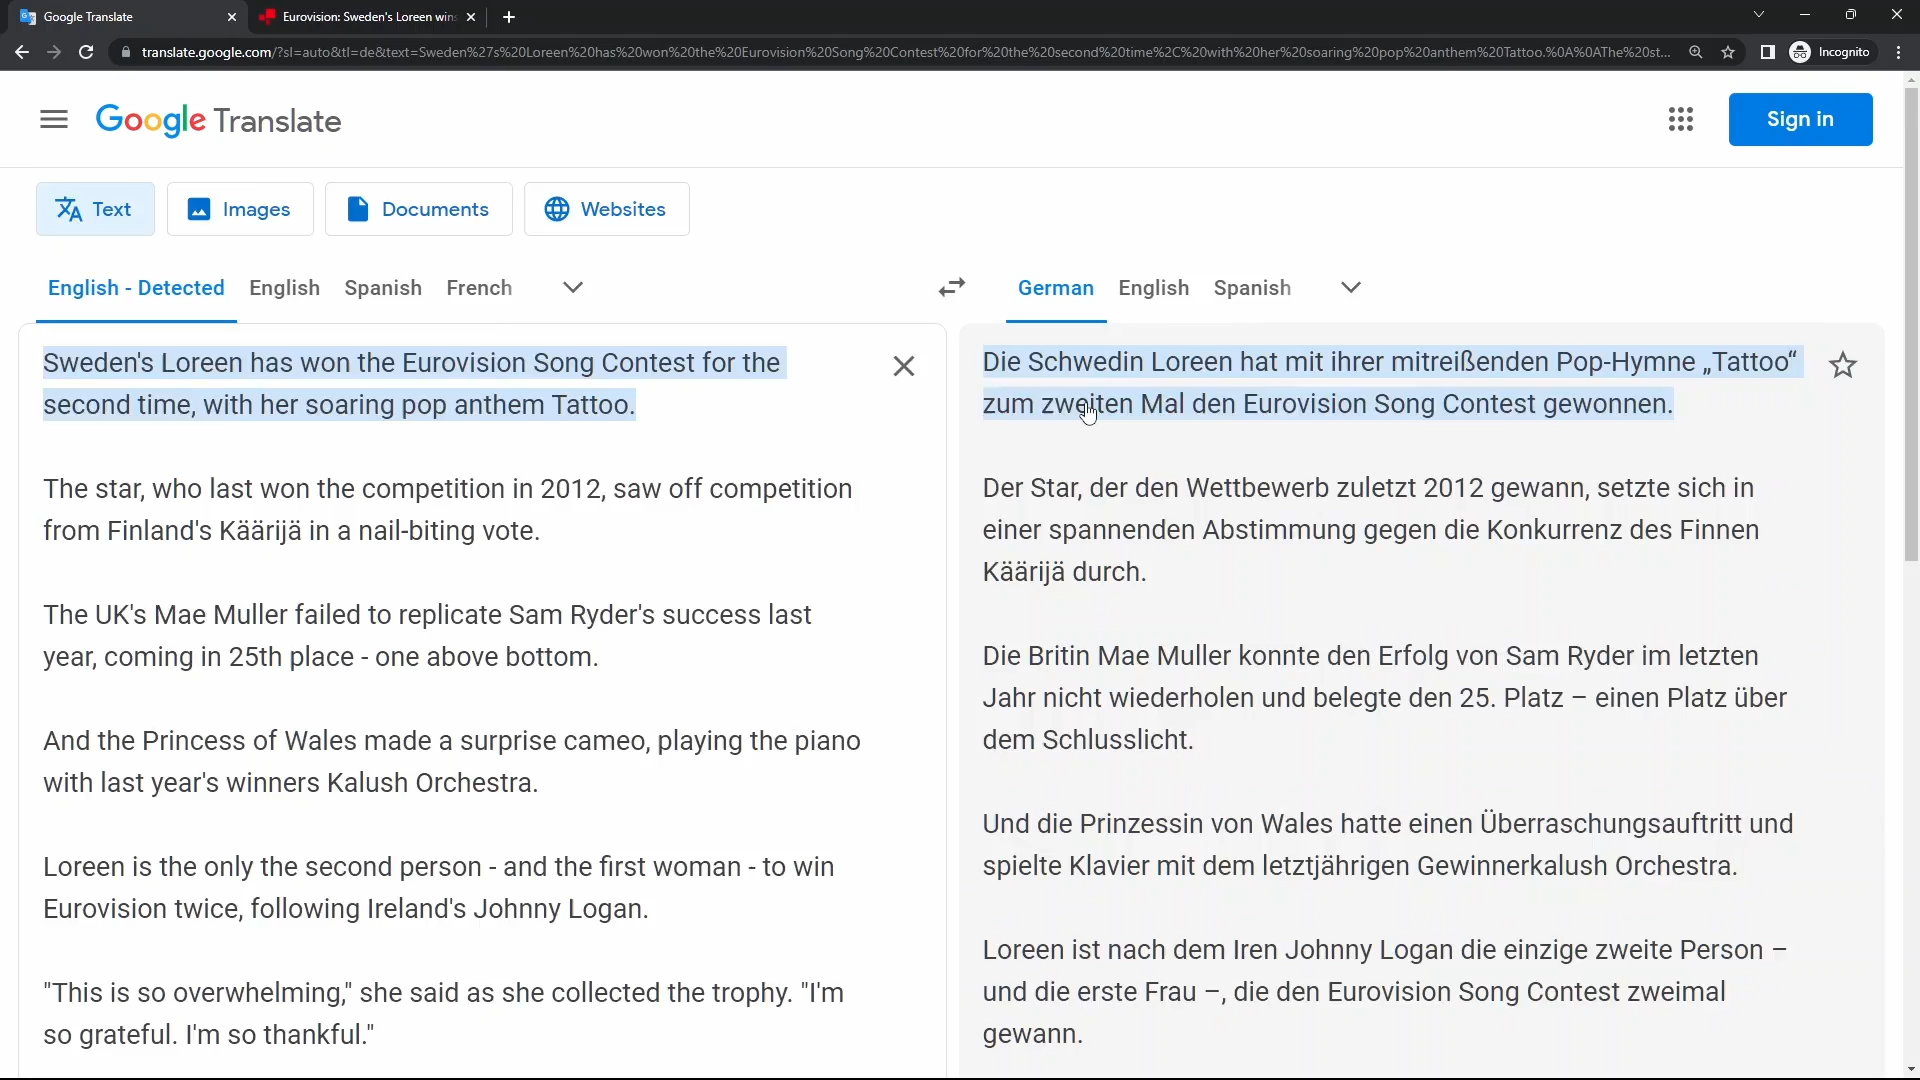 Google Translate
Eurovision: Sweden's Loreen wins
translate.google.com/?sl=auto&tl=de&text=Sweden%27s%20Loreen%20has%20won%20the%20Eurovision%20Song%20Contest%20for%20the%20second%20time%2C%20with%20her%20soaring%20pop%20anthem%20Tattoo.%0A%0AThe%20st...
Incognito
Google Translate
Sign in
Text
Images
Documents
Websites
English - Detected
English
Spanish
French
German
English
Spanish
Sweden's Loreen has won the Eurovision Song Contest for the
second time, with her soaring pop anthem Tattoo.
The star, who last won the competition in 2012, saw off competition
from Finland's Käärijä in a nail-biting vote.
The UK's Mae Muller failed to replicate Sam Ryder's success last
year, coming in 25th place - one above bottom.
And the Princess of Wales made a surprise cameo, playing the piano
with last year's winners Kalush Orchestra.
Loreen is the only the second person - and the first woman - to win
Eurovision twice, following Ireland's Johnny Logan.
"This is so overwhelming," she said as she collected the trophy. "I'm
so grateful. I'm so thankful."
Die Schwedin Loreen hat mit ihrer mitreißenden Pop-Hymne „Tattoo“
zum zweiten Mal den Eurovision Song Contest gewonnen.
Der Star, der den Wettbewerb zuletzt 2012 gewann, setzte sich in
einer spannenden Abstimmung gegen die Konkurrenz des Finnen
Käärijä durch.
Die Britin Mae Muller konnte den Erfolg von Sam Ryder im letzten
Jahr nicht wiederholen und belegte den 25. Platz – einen Platz über
dem Schlusslicht.
Und die Prinzessin von Wales hatte einen Überraschungsauftritt und
spielte Klavier mit dem letztjährigen Gewinnerkalush Orchestra.
Loreen ist nach dem Iren Johnny Logan die einzige zweite Person –
und die erste Frau –, die den Eurovision Song Contest zweimal
gewann.